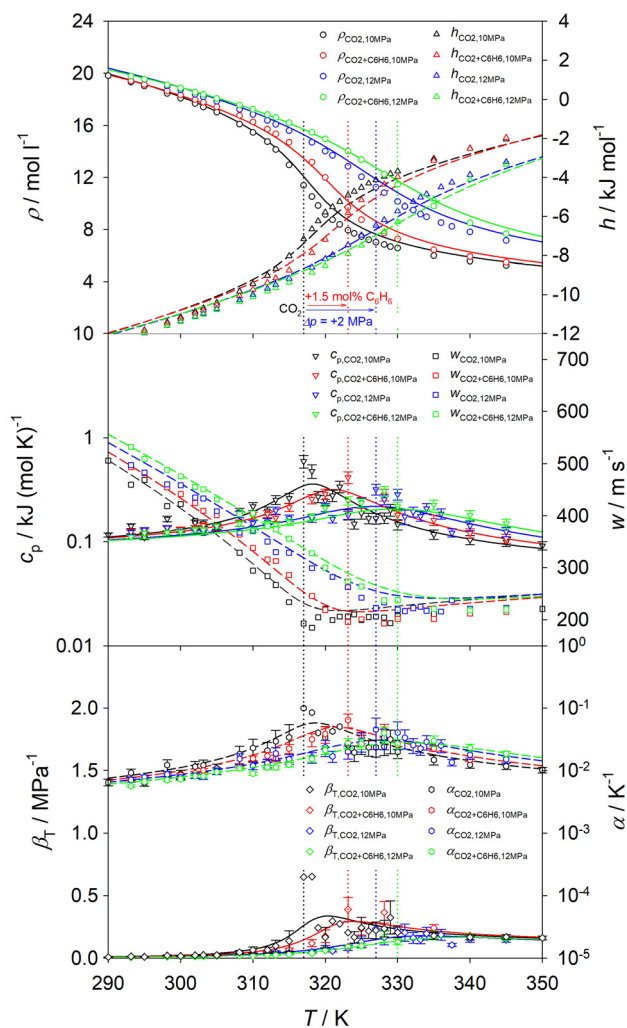 ρ / mol l⁻¹
24
20
16
12
8
4
10
ρCO2,10MPa
ρCO2+C6H6,10MPa
ρCO2,12MPa
ρCO2+C6H6,12MPa
hCO2,10MPa
hCO2+C6H6,10MPa
hCO2,12MPa
hCO2+C6H6,12MPa
+1.5 mol% C6H6
CO2
Δp = +2 MPa
4
2
0
-2
-4
-6
-8
-10
-12
h / kJ mol⁻¹
cp / kJ (mol K)⁻¹
1
0.1
0.01
cp,CO2,10MPa
cp,CO2+C6H6,10MPa
cp,CO2,12MPa
cp,CO2+C6H6,12MPa
wCO2,10MPa
wCO2+C6H6,10MPa
wCO2,12MPa
wCO2+C6H6,12MPa
700
600
500
400
300
200
w / m s⁻¹
βT / MPa⁻¹
2.0
1.5
1.0
0.5
0.0
βT,CO2,10MPa
βT,CO2+C6H6,10MPa
βT,CO2,12MPa
βT,CO2+C6H6,12MPa
αCO2,10MPa
αCO2+C6H6,10MPa
αCO2,12MPa
αCO2+C6H6,12MPa
10⁰
10⁻¹
10⁻²
10⁻³
10⁻⁴
10⁻⁵
α / K⁻¹
290 300 310 320 330 340 350
T / K